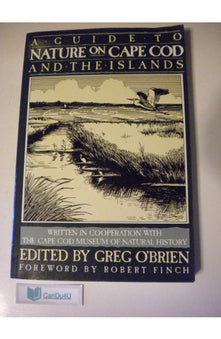 A·GUIDE·TO
NATURE ON CAPE COD
AND·THE·ISLANDS
WRITTEN IN COOPERATION WITH
THE CAPE COD MUSEUM OF NATURAL HISTORY
EDITED BY GREG O'BRIEN
FOREWORD BY ROBERT FINCH
GanDu4U